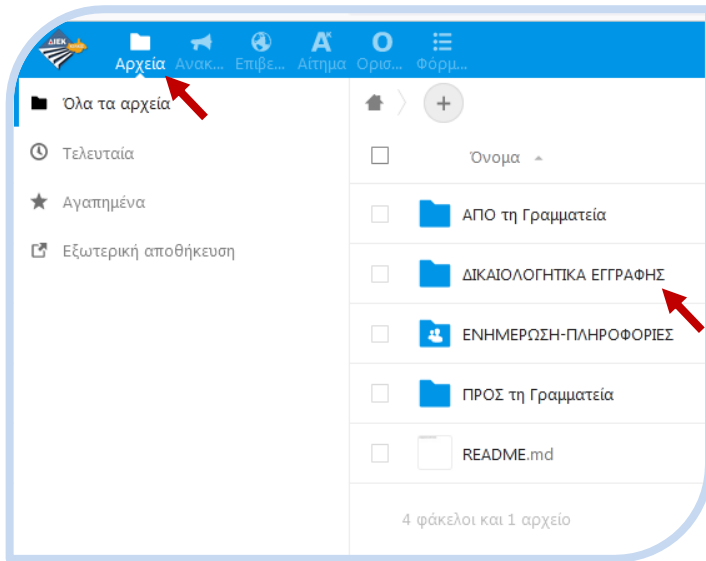 ΔΙΕΚ
Αρχεία Ανακ... Επιβε... Αίτημα Ορισ... Φόρμ...
Όλα τα αρχεία
Τελευταία
Αγαπημένα
Εξωτερική αποθήκευση
Όνομα
ΑΠΟ τη Γραμματεία
ΔΙΚΑΙΟΛΟΓΗΤΙΚΑ ΕΓΓΡΑΦΗΣ
ΕΝΗΜΕΡΩΣΗ-ΠΛΗΡΟΦΟΡΙΕΣ
ΠΡΟΣ τη Γραμματεία
README.md
4 φάκελοι και 1 αρχείο